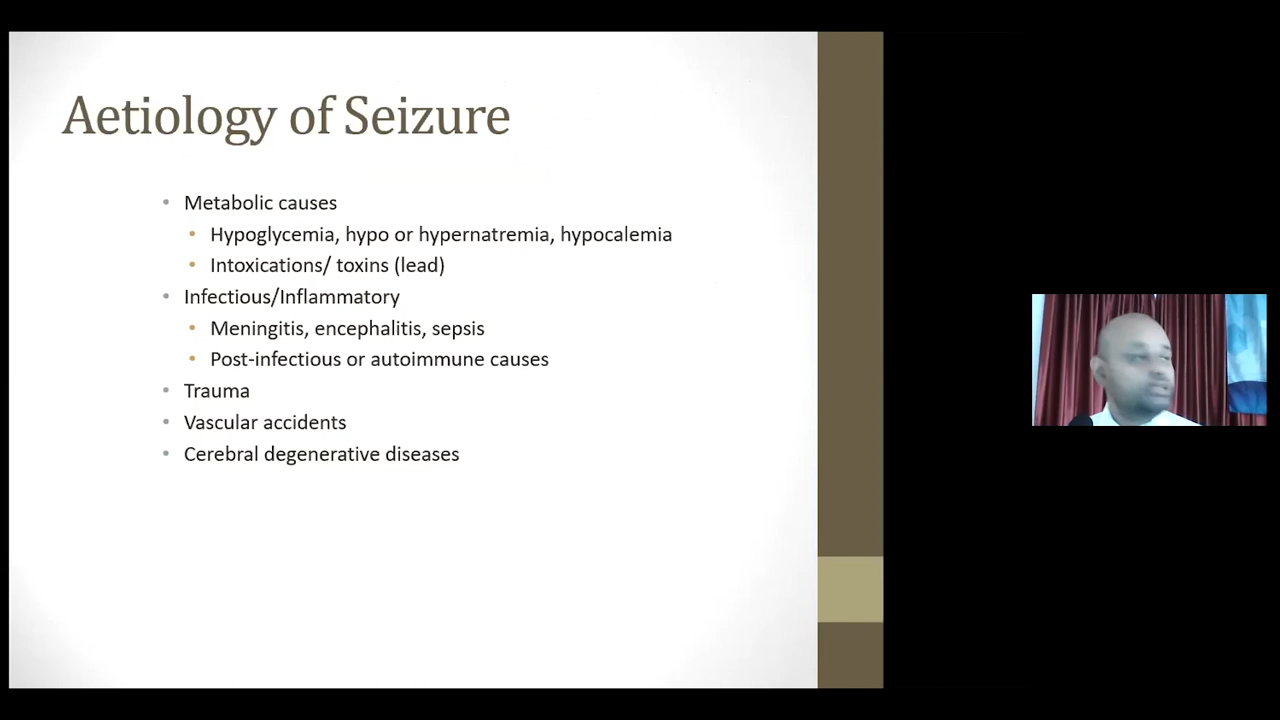 Aetiology of Seizure
• Metabolic causes
• Hypoglycemia, hypo or hypernatremia, hypocalemia
• Intoxications/ toxins (lead)
• Infectious/Inflammatory
• Meningitis, encephalitis, sepsis
• Post-infectious or autoimmune causes
• Trauma
• Vascular accidents
• Cerebral degenerative diseases